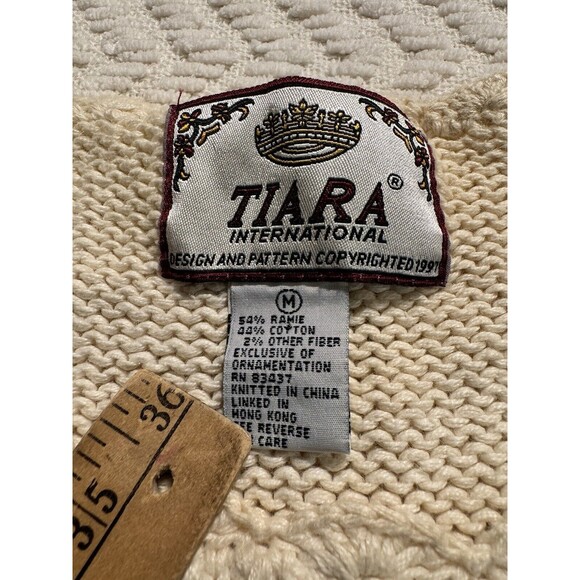 TIARA ®
INTERNATIONAL
DESIGN AND PATTERN COPYRIGHTED 1991
M
54% RAMIE
44% COTTON
2% OTHER FIBER
EXCLUSIVE OF
ORNAMENTATION
RN 83437
KNITTED IN CHINA
LINKED IN
HONG KONG
SEE REVERSE
CARE
36
35